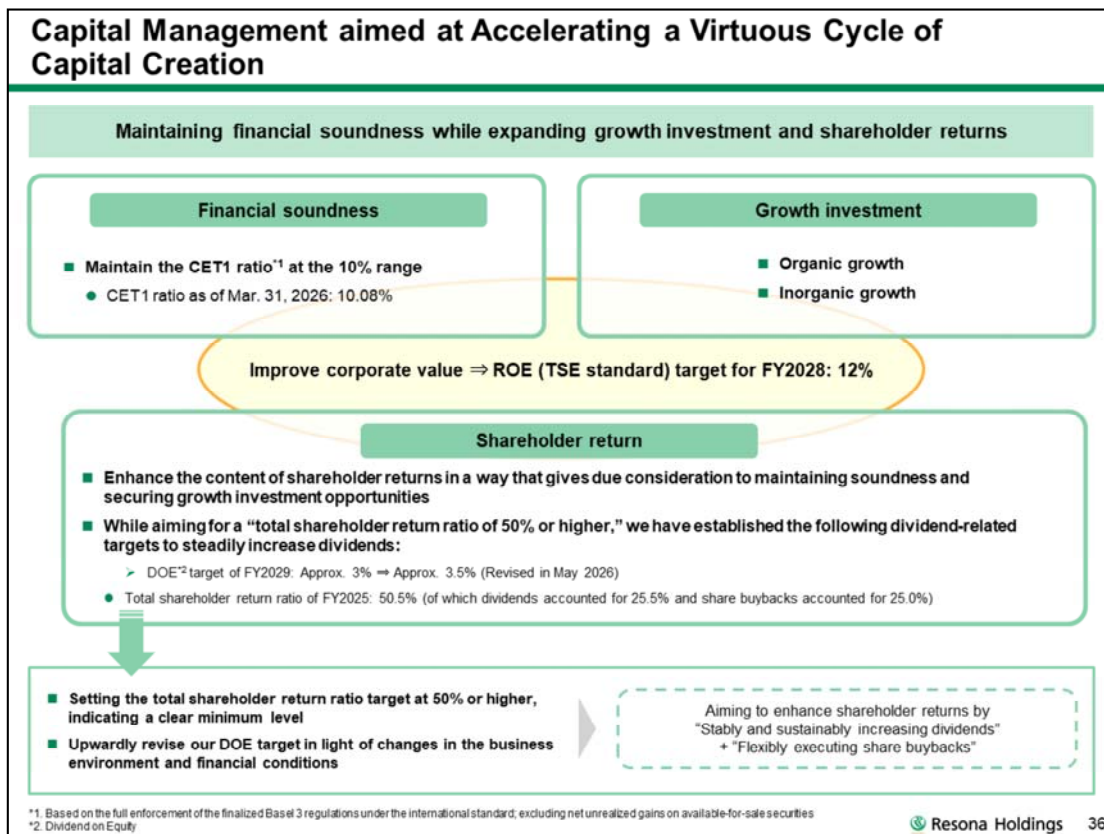 Capital Management aimed at Accelerating a Virtuous Cycle of
Capital Creation
Maintaining financial soundness while expanding growth investment and shareholder returns
Financial soundness
■ Maintain the CET1 ratio*1 at the 10% range
● CET1 ratio as of Mar. 31, 2026: 10.08%
Growth investment
■ Organic growth
■ Inorganic growth
Improve corporate value ⇒ ROE (TSE standard) target for FY2028: 12%
Shareholder return
■ Enhance the content of shareholder returns in a way that gives due consideration to maintaining soundness and
securing growth investment opportunities
■ While aiming for a “total shareholder return ratio of 50% or higher,” we have established the following dividend-related
targets to steadily increase dividends:
➢ DOE*2 target of FY2029: Approx. 3% ⇒ Approx. 3.5% (Revised in May 2026)
● Total shareholder return ratio of FY2025: 50.5% (of which dividends accounted for 25.5% and share buybacks accounted for 25.0%)
■ Setting the total shareholder return ratio target at 50% or higher,
indicating a clear minimum level
■ Upwardly revise our DOE target in light of changes in the business
environment and financial conditions
Aiming to enhance shareholder returns by
“Stably and sustainably increasing dividends”
+ “Flexibly executing share buybacks”
*1. Based on the full enforcement of the finalized Basel 3 regulations under the international standard; excluding net unrealized gains on available-for-sale securities
*2. Dividend on Equity
Resona Holdings 36